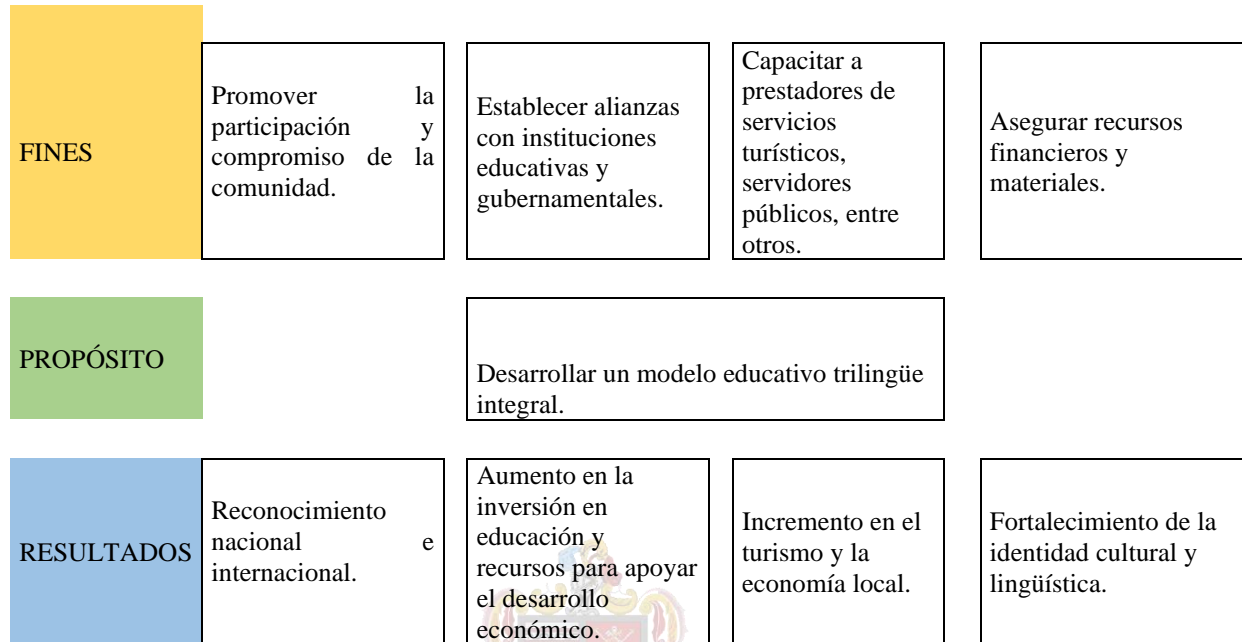 FINES
Promover la
participación y
compromiso de la
comunidad.
Establecer alianzas
con instituciones
educativas y
gubernamentales.
Capacitar a
prestadores de
servicios
turísticos,
servidores
públicos, entre
otros.
Asegurar recursos
financieros y
materiales.
PROPÓSITO
Desarrollar un modelo educativo trilingüe
integral.
RESULTADOS
Reconocimiento
nacional e
internacional.
Aumento en la
inversión en
educación y
recursos para apoyar
el desarrollo
económico.
Incremento en el
turismo y la
economía local.
Fortalecimiento de la
identidad cultural y
lingüística.